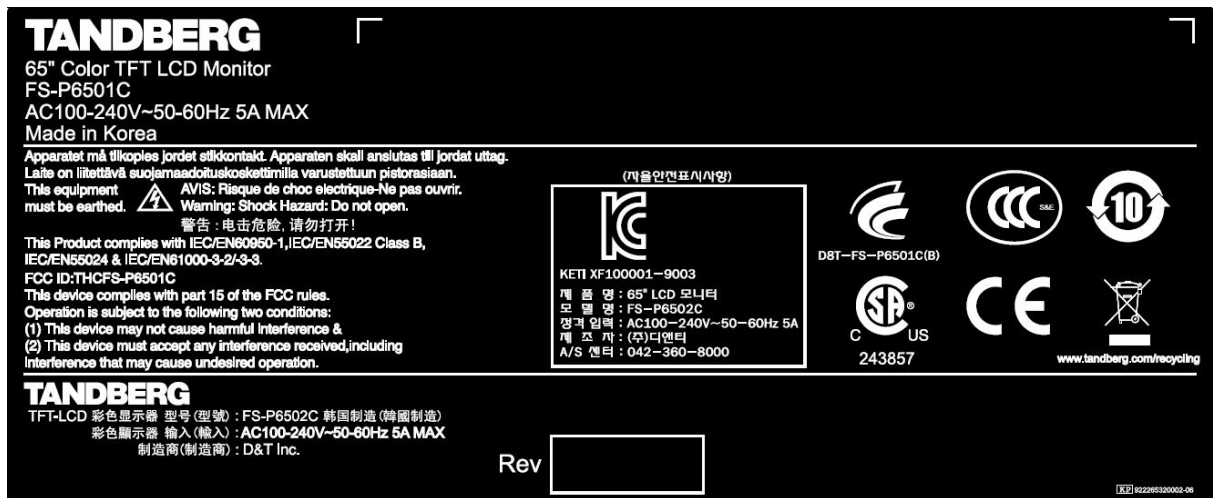 TANDBERG
65" Color TFT LCD Monitor
FS-P6501C
AC100-240V~50-60Hz 5A MAX
Made in Korea
Apparatet må tilkoples jordet stikkontakt. Apparaten skall anslutas till jordat uttag.
Laite on liitettävä suojamaadoituskoskettimilla varustettuun pistorasiaan.
This equipment
must be earthed.
AVIS: Risque de choc electrique-Ne pas ouvrir.
Warning: Shock Hazard: Do not open.
警告 : 电击危险, 请勿打开!
This Product complies with IEC/EN60950-1,IEC/EN55022 Class B,
IEC/EN55024 & IEC/EN61000-3-2/-3-3.
FCC ID:THCFS-P6501C
This device complies with part 15 of the FCC rules.
Operation is subject to the following two conditions:
(1) This device may not cause harmful interference &
(2) This device must accept any interference received,including
interference that may cause undesired operation.
(자율안전표시사항)
KC
KETI XF100001-9003
제 품 명 : 65" LCD 모니터
모 델 명 : FS-P6502C
정격 입력 : AC100-240V~50-60Hz 5A
제 조 자 : (주)디엔티
A/S 센터 : 042-360-8000
D8T-FS-P6501C(B)
CCC S&E
10
C SA ® US
243857
CE
www.tandberg.com/recycling
TANDBERG
TFT-LCD 彩色显示器 型号(型號) : FS-P6502C 韩国制造(韓國制造)
彩色顯示器 输入(輸入) : AC100-240V~50-60Hz 5A MAX
制造商(制造商) : D&T Inc.
Rev
KP 922265320002-06